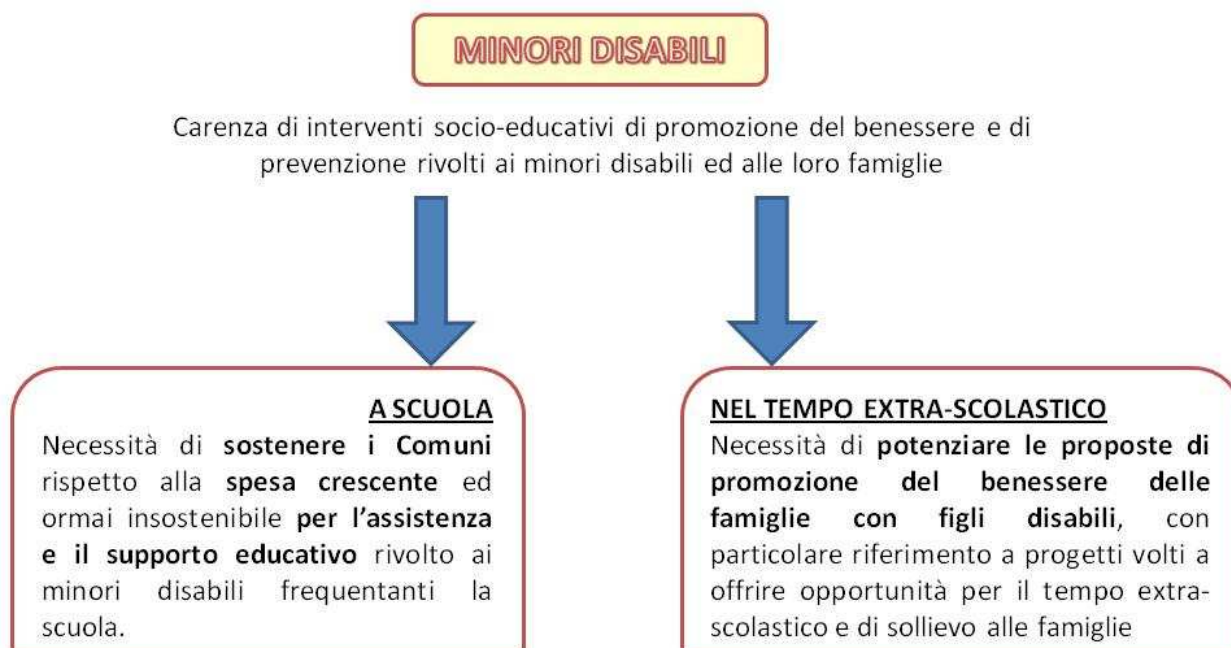 MINORI DISABILI
Carenza di interventi socio-educativi di promozione del benessere e di
prevenzione rivolti ai minori disabili ed alle loro famiglie
A SCUOLA
Necessità di sostenere i Comuni
rispetto alla spesa crescente ed
ormai insostenibile per l'assistenza
e il supporto educativo rivolto ai
minori disabili frequentanti la
scuola.
NEL TEMPO EXTRA-SCOLASTICO
Necessità di potenziare le proposte di
promozione del benessere delle
famiglie con figli disabili, con
particolare riferimento a progetti volti a
offrire opportunità per il tempo extra-
scolastico e di sollievo alle famiglie